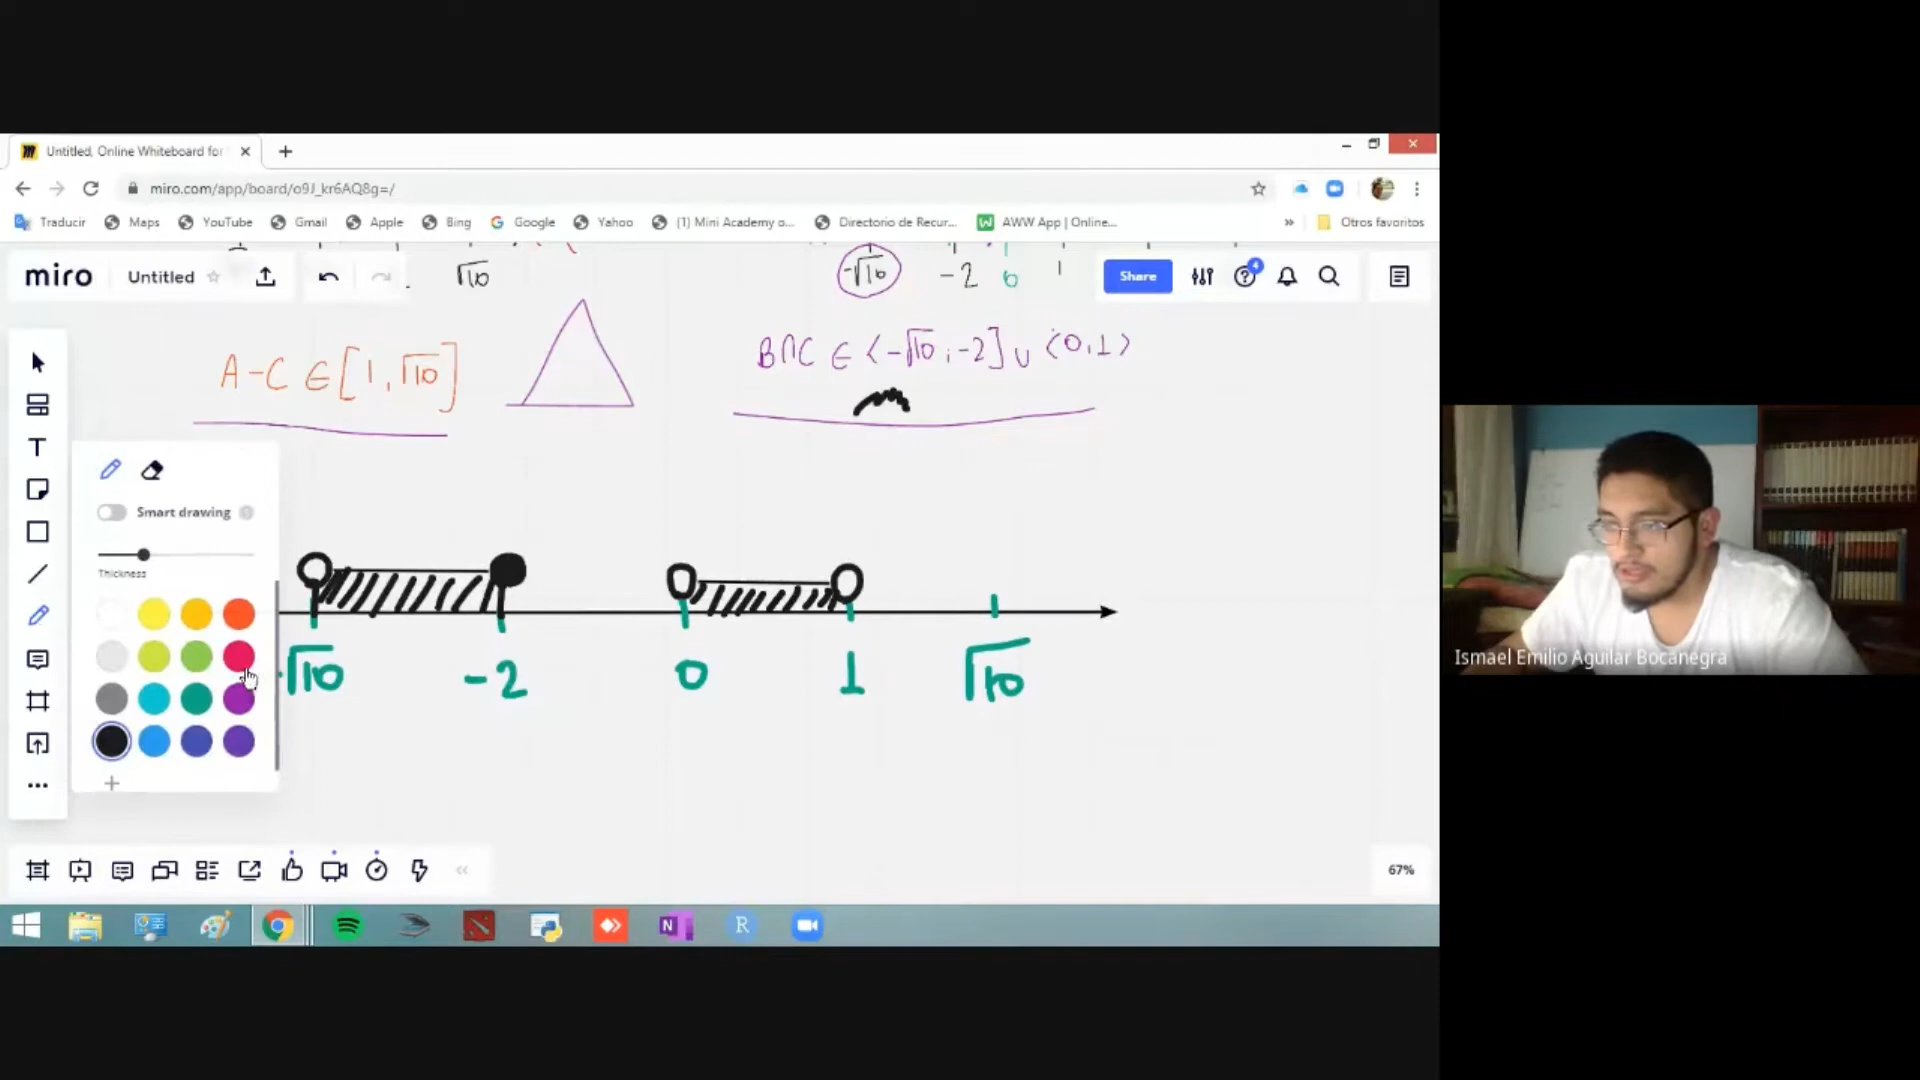 Untitled, Online Whiteboard for
miro.com/app/board/o9J_kr6AQ8g=/
Traducir Maps YouTube Gmail Apple Bing Google Yahoo (1) Mini Academy o... Directorio de Recur... AWW App | Online... » Otros favoritos
miro Untitled Share 4
√10 -√10 -2 0 1
A-C ∈ [1, √10]
B∩C ∈ <-√10; -2] ∪ <0,1>
Smart drawing
Thickness
√10 -2 0 1 √10
67%
Ismael Emilio Aguilar Bocanegra